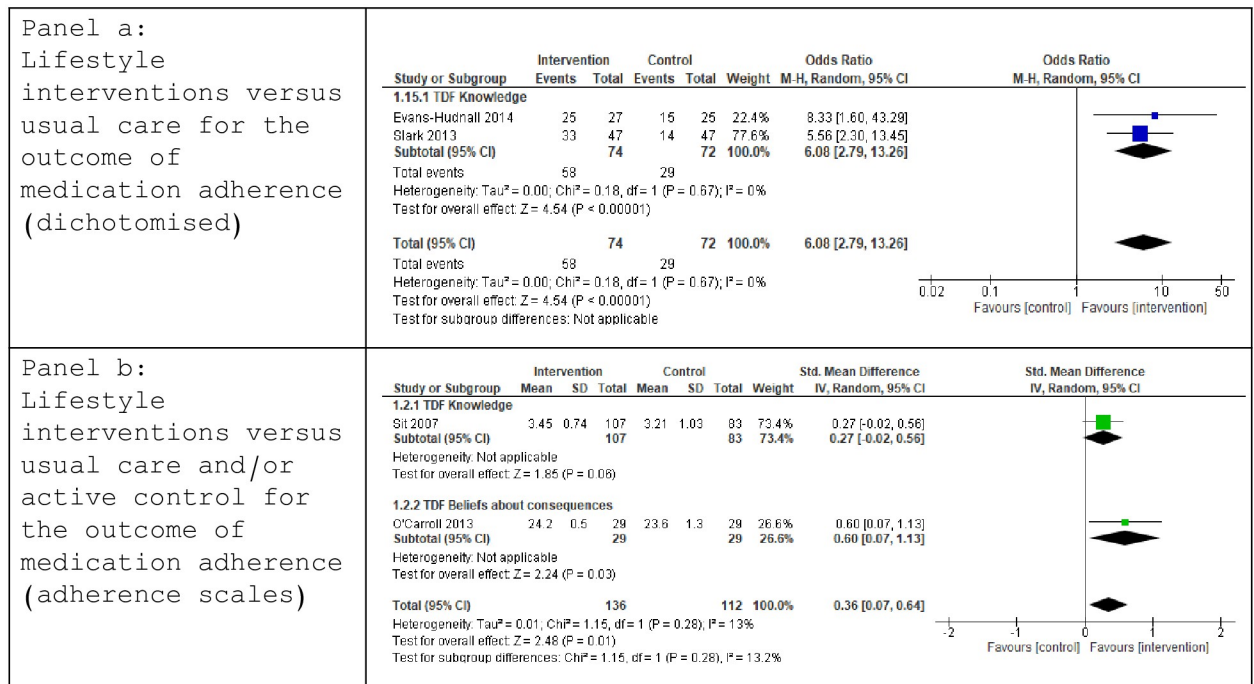 Panel a:
Lifestyle
interventions versus
usual care for the
outcome of
medication adherence
(dichotomised)
Intervention Control Odds Ratio Odds Ratio
Study or Subgroup Events Total Events Total Weight M-H, Random, 95% CI M-H, Random, 95% CI
1.15.1 TDF Knowledge
Evans-Hudnall 2014 25 27 15 25 22.4% 8.33 [1.60, 43.29]
Slark 2013 33 47 14 47 77.6% 5.56 [2.30, 13.45]
Subtotal (95% CI) 74 72 100.0% 6.08 [2.79, 13.26]
Total events 58 29
Heterogeneity: Tau² = 0.00; Chi² = 0.18, df = 1 (P = 0.67); I² = 0%
Test for overall effect: Z = 4.54 (P < 0.00001)
Total (95% CI) 74 72 100.0% 6.08 [2.79, 13.26]
Total events 58 29
Heterogeneity: Tau² = 0.00; Chi² = 0.18, df = 1 (P = 0.67); I² = 0%
Test for overall effect: Z = 4.54 (P < 0.00001)
Test for subgroup differences: Not applicable
0.02 0.1 1 10 50
Favours [control] Favours [intervention]
Panel b:
Lifestyle
interventions versus
usual care and/or
active control for
the outcome of
medication adherence
(adherence scales)
Intervention Control Std. Mean Difference Std. Mean Difference
Study or Subgroup Mean SD Total Mean SD Total Weight IV, Random, 95% CI IV, Random, 95% CI
1.2.1 TDF Knowledge
Sit 2007 3.45 0.74 107 3.21 1.03 83 73.4% 0.27 [-0.02, 0.56]
Subtotal (95% CI) 107 83 73.4% 0.27 [-0.02, 0.56]
Heterogeneity: Not applicable
Test for overall effect: Z = 1.85 (P = 0.06)
1.2.2 TDF Beliefs about consequences
O'Carroll 2013 24.2 0.5 29 23.6 1.3 29 26.6% 0.60 [0.07, 1.13]
Subtotal (95% CI) 29 29 26.6% 0.60 [0.07, 1.13]
Heterogeneity: Not applicable
Test for overall effect: Z = 2.24 (P = 0.03)
Total (95% CI) 136 112 100.0% 0.36 [0.07, 0.64]
Heterogeneity: Tau² = 0.01; Chi² = 1.15, df = 1 (P = 0.28); I² = 13%
Test for overall effect: Z = 2.48 (P = 0.01)
Test for subgroup differences: Chi² = 1.15, df = 1 (P = 0.28), I² = 13.2%
-2 -1 0 1 2
Favours [control] Favours [intervention]